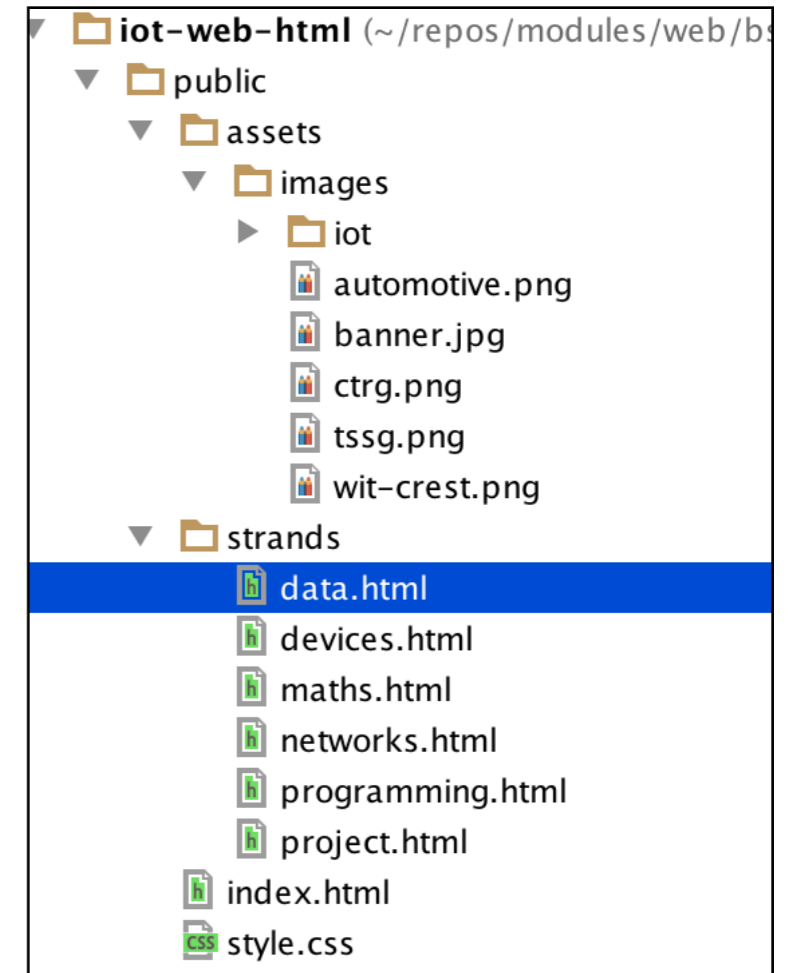 iot-web-html (~/repos/modules/web/bs
public
assets
images
iot
automotive.png
banner.jpg
ctrg.png
tssg.png
wit-crest.png
strands
h data.html
h devices.html
h maths.html
h networks.html
h programming.html
h project.html
h index.html
CSS style.css